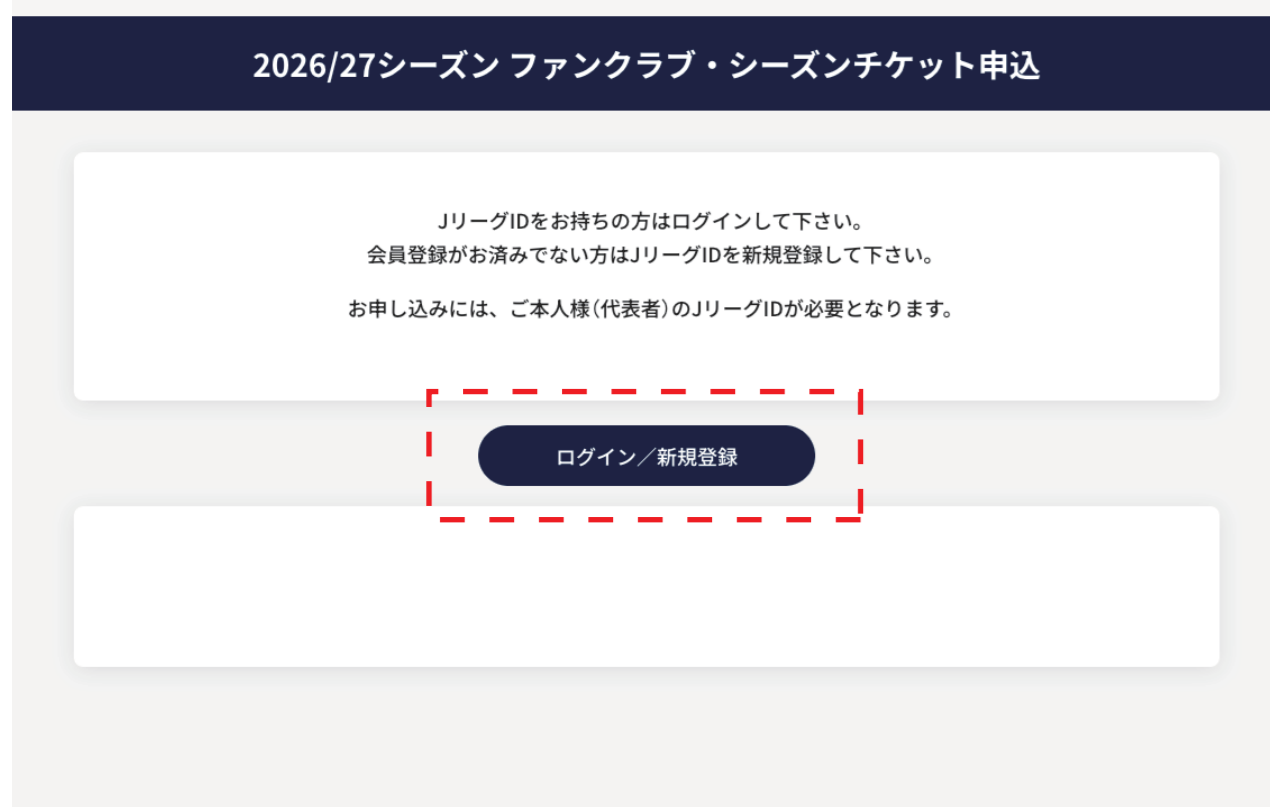 2026/27シーズン ファンクラブ・シーズンチケット申込
JリーグIDをお持ちの方はログインして下さい。
会員登録がお済みでない方はJリーグIDを新規登録して下さい。
お申し込みには、ご本人様（代表者）のJリーグIDが必要となります。
ログイン／新規登録